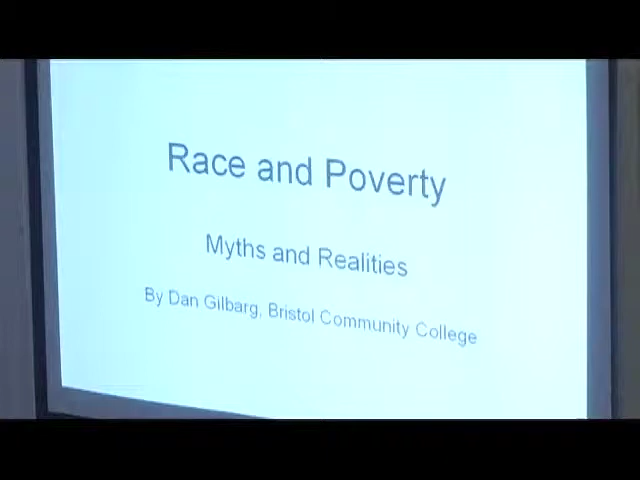 Race and Poverty
Myths and Realities
By Dan Gilbarg, Bristol Community College